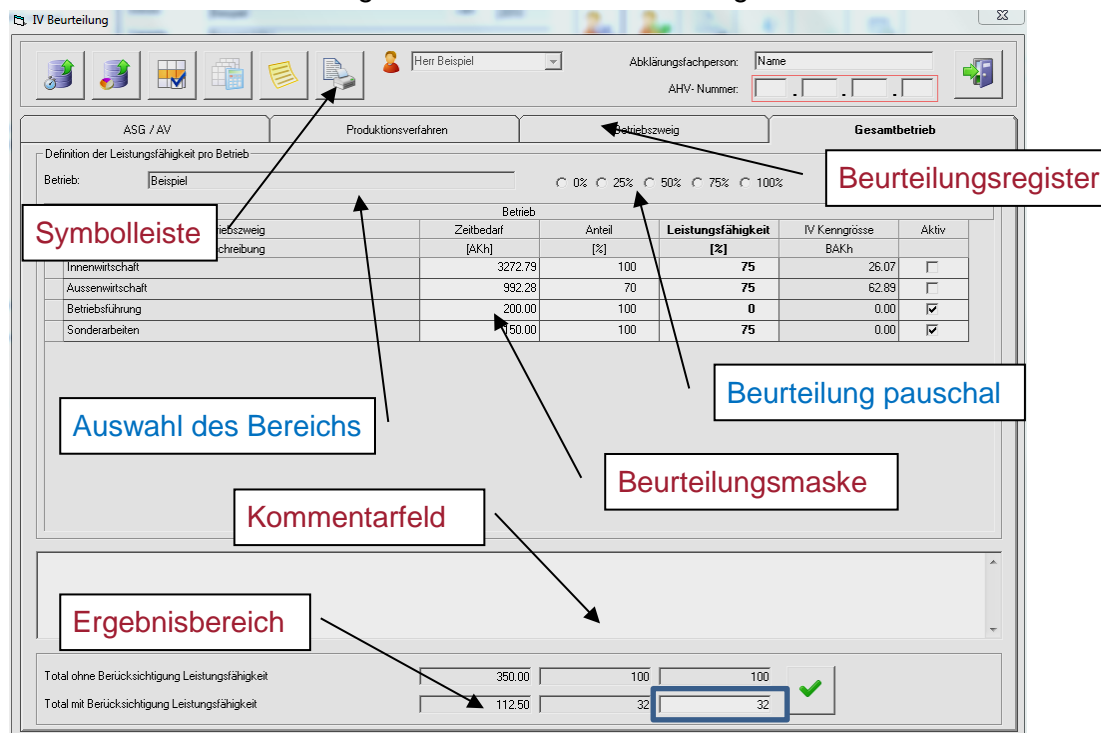 IV Beurteilung
Herr Beispiel
Abklärungsfachperson: Name
AHV- Nummer: . . .
ASG / AV Produktionsverfahren Betriebszweig Gesamtbetrieb
Beurteilungsregister
Definition der Leistungsfähigkeit pro Betrieb
Betrieb: Beispiel 0% 25% 50% 75% 100%
Symbolleiste
Betrieb
Zeitbedarf Anteil Leistungsfähigkeit IV Kenngrösse Aktiv
[AKh] [%] [%] BAKh
Innenwirtschaft 3272.79 100 75 26.07
Aussenwirtschaft 992.28 70 75 62.89
Betriebsführung 200.00 100 0 0.00
Sonderarbeiten 150.00 100 75 0.00
Beurteilung pauschal
Auswahl des Bereichs
Beurteilungsmaske
Kommentarfeld
Ergebnisbereich
Total ohne Berücksichtigung Leistungsfähigkeit 350.00 100 100
Total mit Berücksichtigung Leistungsfähigkeit 112.50 32 32